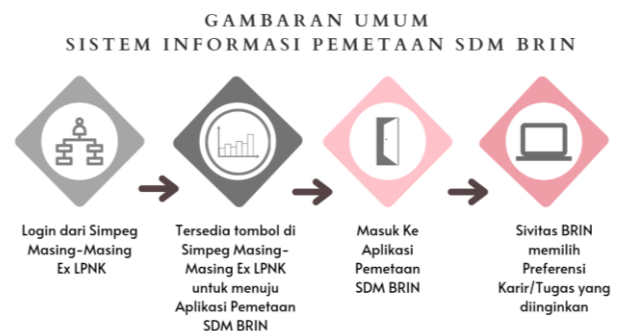 GAMBARAN UMUM
SISTEM INFORMASI PEMETAAN SDM BRIN
Login dari Simpeg
Masing-Masing
Ex LPNK
Tersedia tombol di
Simpeg Masing-
Masing Ex LPNK
untuk menuju
Aplikasi Pemetaan
SDM BRIN
Masuk Ke
Aplikasi
Pemetaan
SDM BRIN
Sivitas BRIN
memilih
Preferensi
Karir/Tugas yang
diinginkan